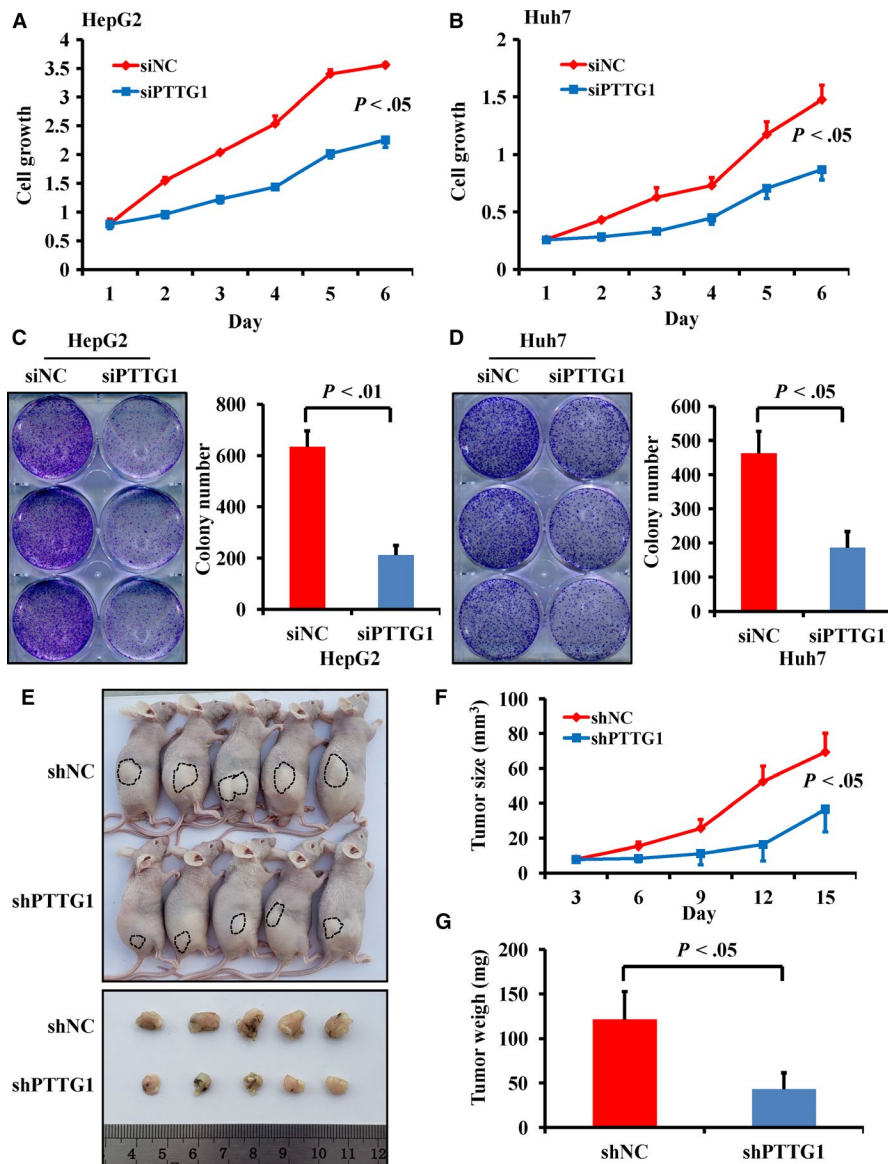 A
HepG2
4
3.5
3
2.5
2
1.5
1
0.5
0
Cell growth
siNC
siPTTG1
P < .05
1 2 3 4 5 6
Day
B
Huh7
2
1.5
1
0.5
0
Cell growth
siNC
siPTTG1
P < .05
1 2 3 4 5 6
Day
C
HepG2
siNC siPTTG1
800
600
400
200
0
Colony number
P < .01
siNC siPTTG1
HepG2
D
Huh7
siNC siPTTG1
600
500
400
300
200
100
0
Colony number
P < .05
siNC siPTTG1
Huh7
E
shNC
shPTTG1
shNC
shPTTG1
4 5 6 7 8 9 10 11 12
F
100
80
60
40
20
0
Tumor size (mm³)
shNC
shPTTG1
P < .05
3 6 9 12 15
Day
G
200
150
100
50
0
Tumor weigh (mg)
P < .05
shNC shPTTG1